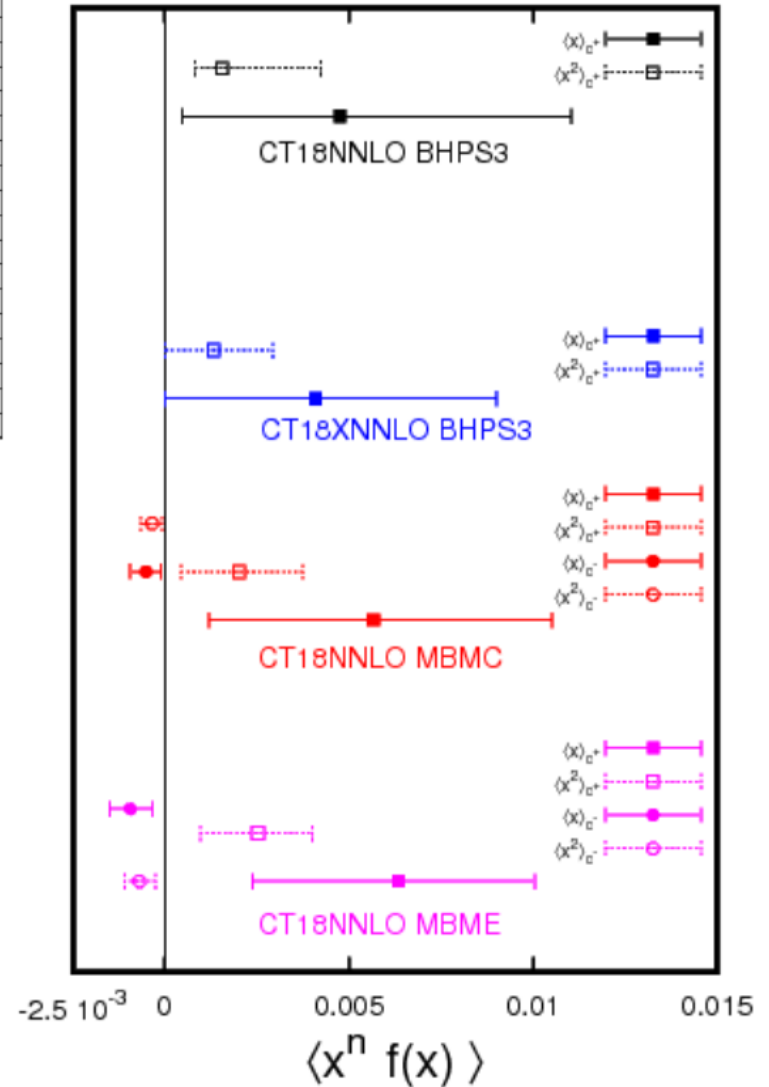 ⟨x⟩c+
⟨x²⟩c+
CT18NNLO BHPS3
⟨x⟩c+
⟨x²⟩c+
CT18XNNLO BHPS3
⟨x⟩c+
⟨x²⟩c+
⟨x⟩c-
⟨x²⟩c-
CT18NNLO MBMC
⟨x⟩c+
⟨x²⟩c+
⟨x⟩c-
⟨x²⟩c-
CT18NNLO MBME
-2.5 10⁻³ 0 0.005 0.01 0.015
⟨xⁿ f(x) ⟩